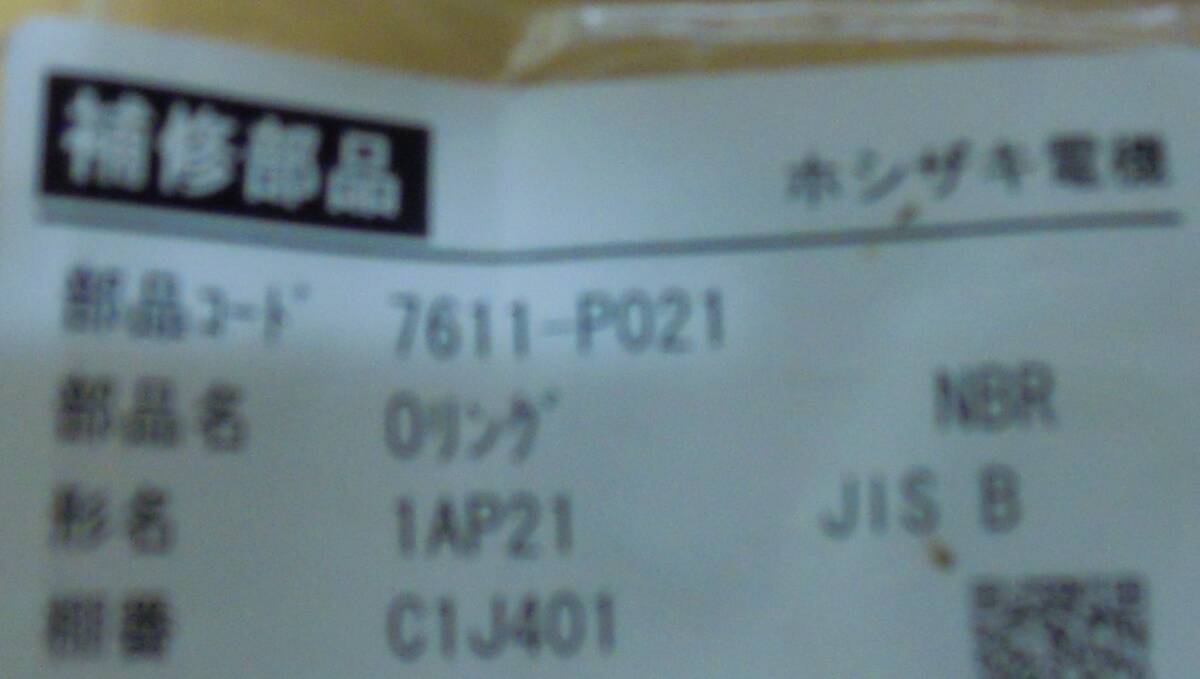 補修部品 ホシザキ電機
部品ｺｰﾄﾞ 7611-P021
部品名 Oﾘﾝｸﾞ NBR
形名 1AP21 JIS B
棚番 C1J401